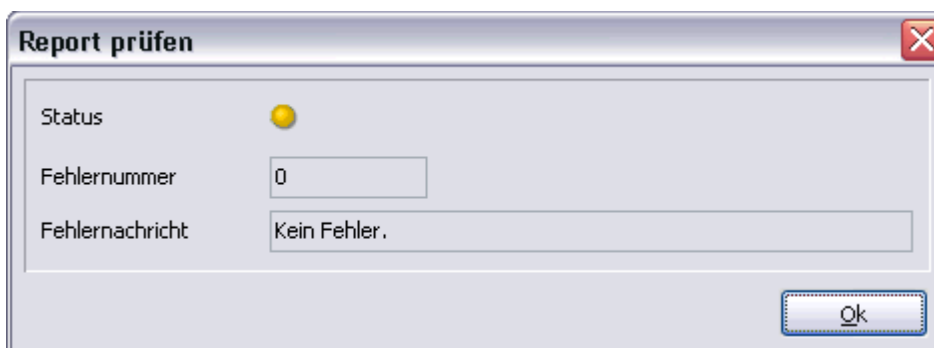 Report prüfen
Status
Fehlernummer 0
Fehlernachricht Kein Fehler.
Ok